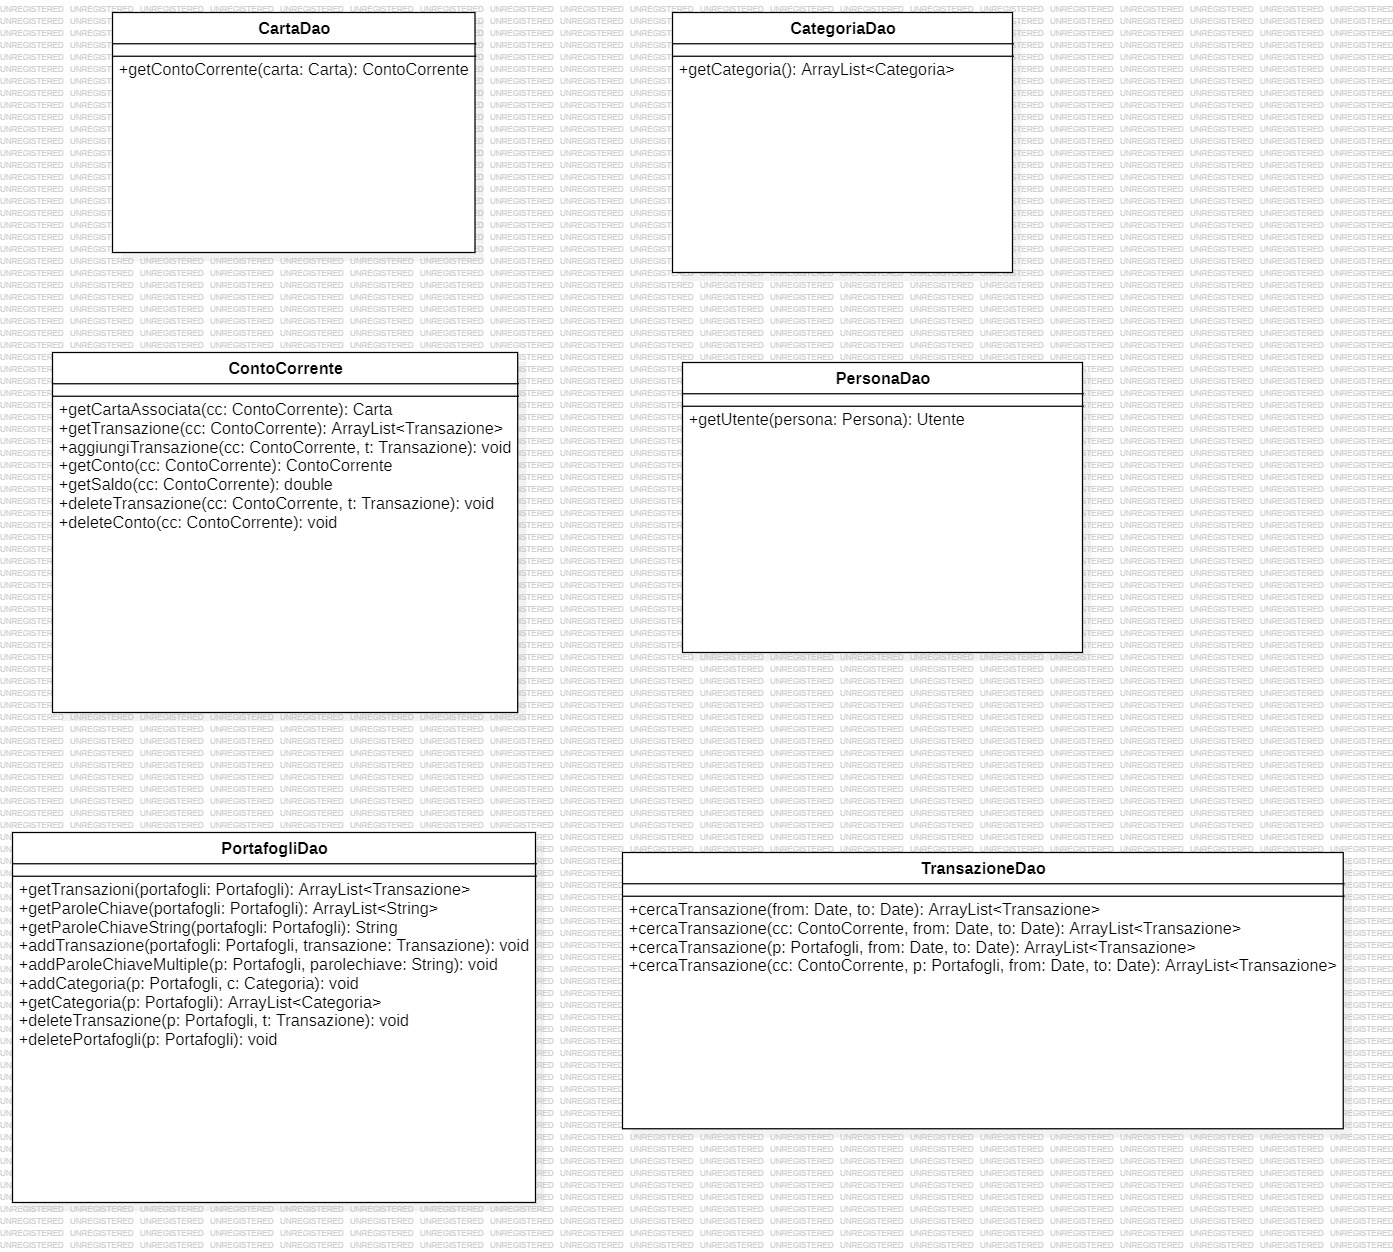 CartaDao
+getContoCorrente(carta: Carta): ContoCorrente
CategoriaDao
+getCategoria(): ArrayList<Categoria>
ContoCorrente
+getCartaAssociata(cc: ContoCorrente): Carta
+getTransazione(cc: ContoCorrente): ArrayList<Transazione>
+aggiungiTransazione(cc: ContoCorrente, t: Transazione): void
+getConto(cc: ContoCorrente): ContoCorrente
+getSaldo(cc: ContoCorrente): double
+deleteTransazione(cc: ContoCorrente, t: Transazione): void
+deleteConto(cc: ContoCorrente): void
PersonaDao
+getUtente(persona: Persona): Utente
PortafogliDao
+getTransazioni(portafogli: Portafogli): ArrayList<Transazione>
+getParoleChiave(portafogli: Portafogli): ArrayList<String>
+getParoleChiaveString(portafogli: Portafogli): String
+addTransazione(portafogli: Portafogli, transazione: Transazione): void
+addParoleChiaveMultiple(p: Portafogli, parolechiave: String): void
+addCategoria(p: Portafogli, c: Categoria): void
+getCategoria(p: Portafogli): ArrayList<Categoria>
+deleteTransazione(p: Portafogli, t: Transazione): void
+deletePortafogli(p: Portafogli): void
TransazioneDao
+cercaTransazione(from: Date, to: Date): ArrayList<Transazione>
+cercaTransazione(cc: ContoCorrente, from: Date, to: Date): ArrayList<Transazione>
+cercaTransazione(p: Portafogli, from: Date, to: Date): ArrayList<Transazione>
+cercaTransazione(cc: ContoCorrente, p: Portafogli, from: Date, to: Date): ArrayList<Transazione>
UNREGISTERED